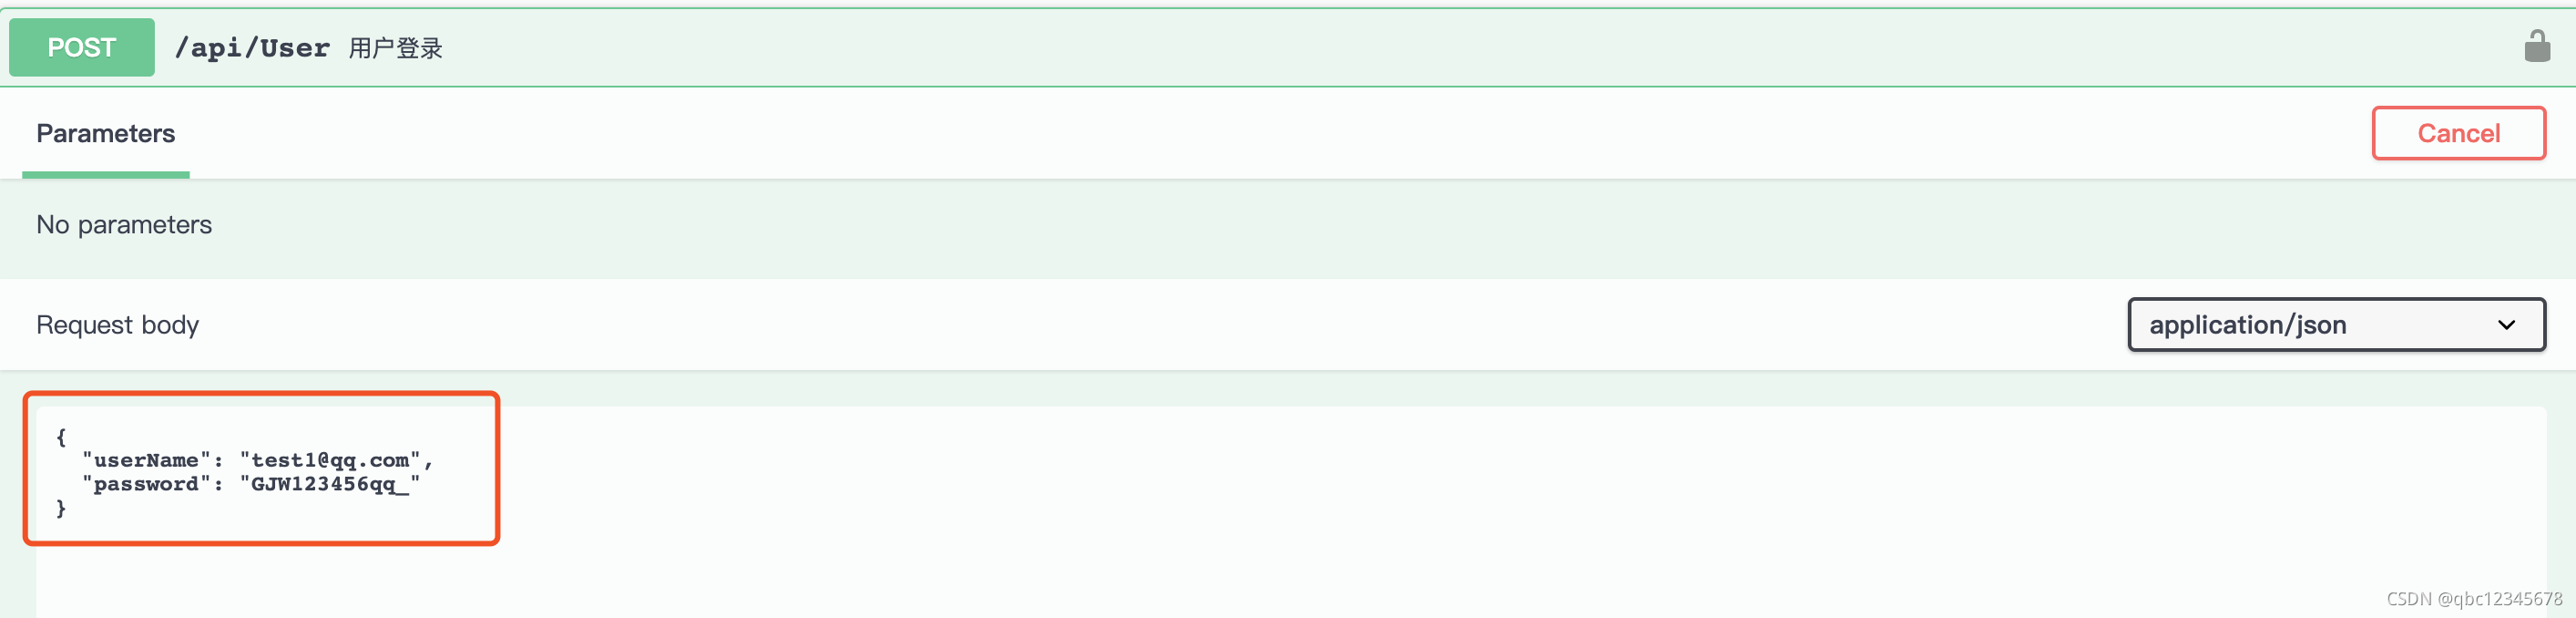 POST /api/User 用户登录
Parameters
Cancel
No parameters
Request body
application/json
{
"userName": "test1@qq.com",
"password": "GJW123456qq_"
}
CSDN @qbc12345678